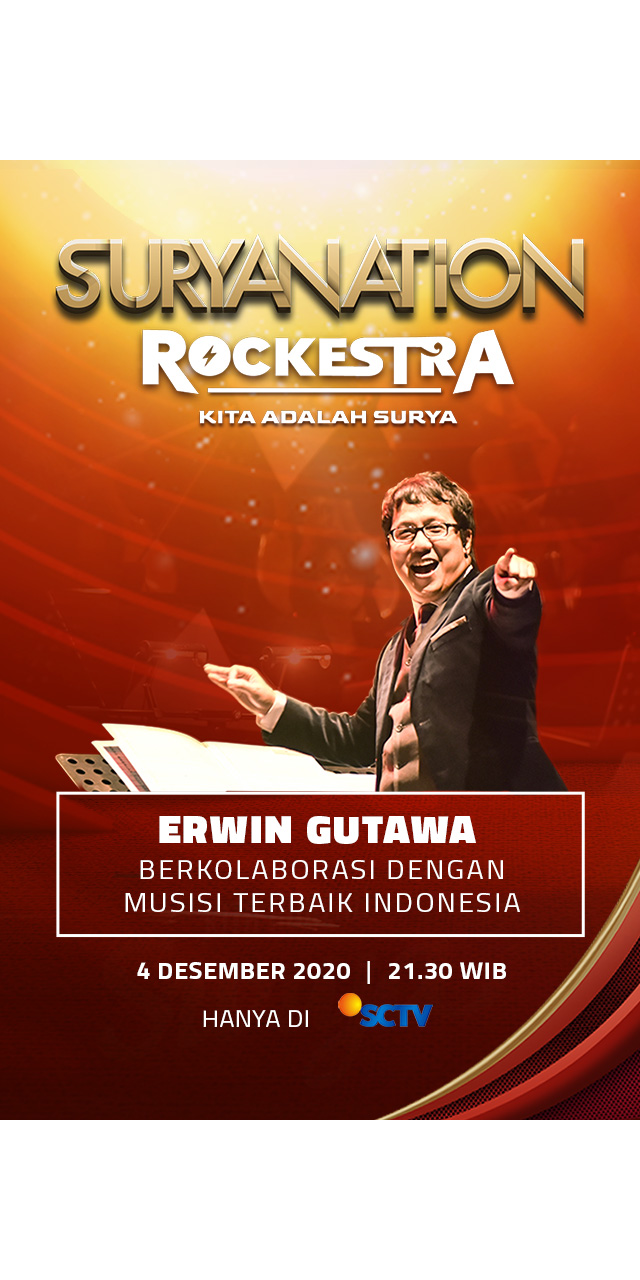 SURYANATION
ROCKESTRA
KITA ADALAH SURYA
ERWIN GUTAWA
BERKOLABORASI DENGAN
MUSISI TERBAIK INDONESIA
4 DESEMBER 2020 | 21.30 WIB
HANYA DI SCTV